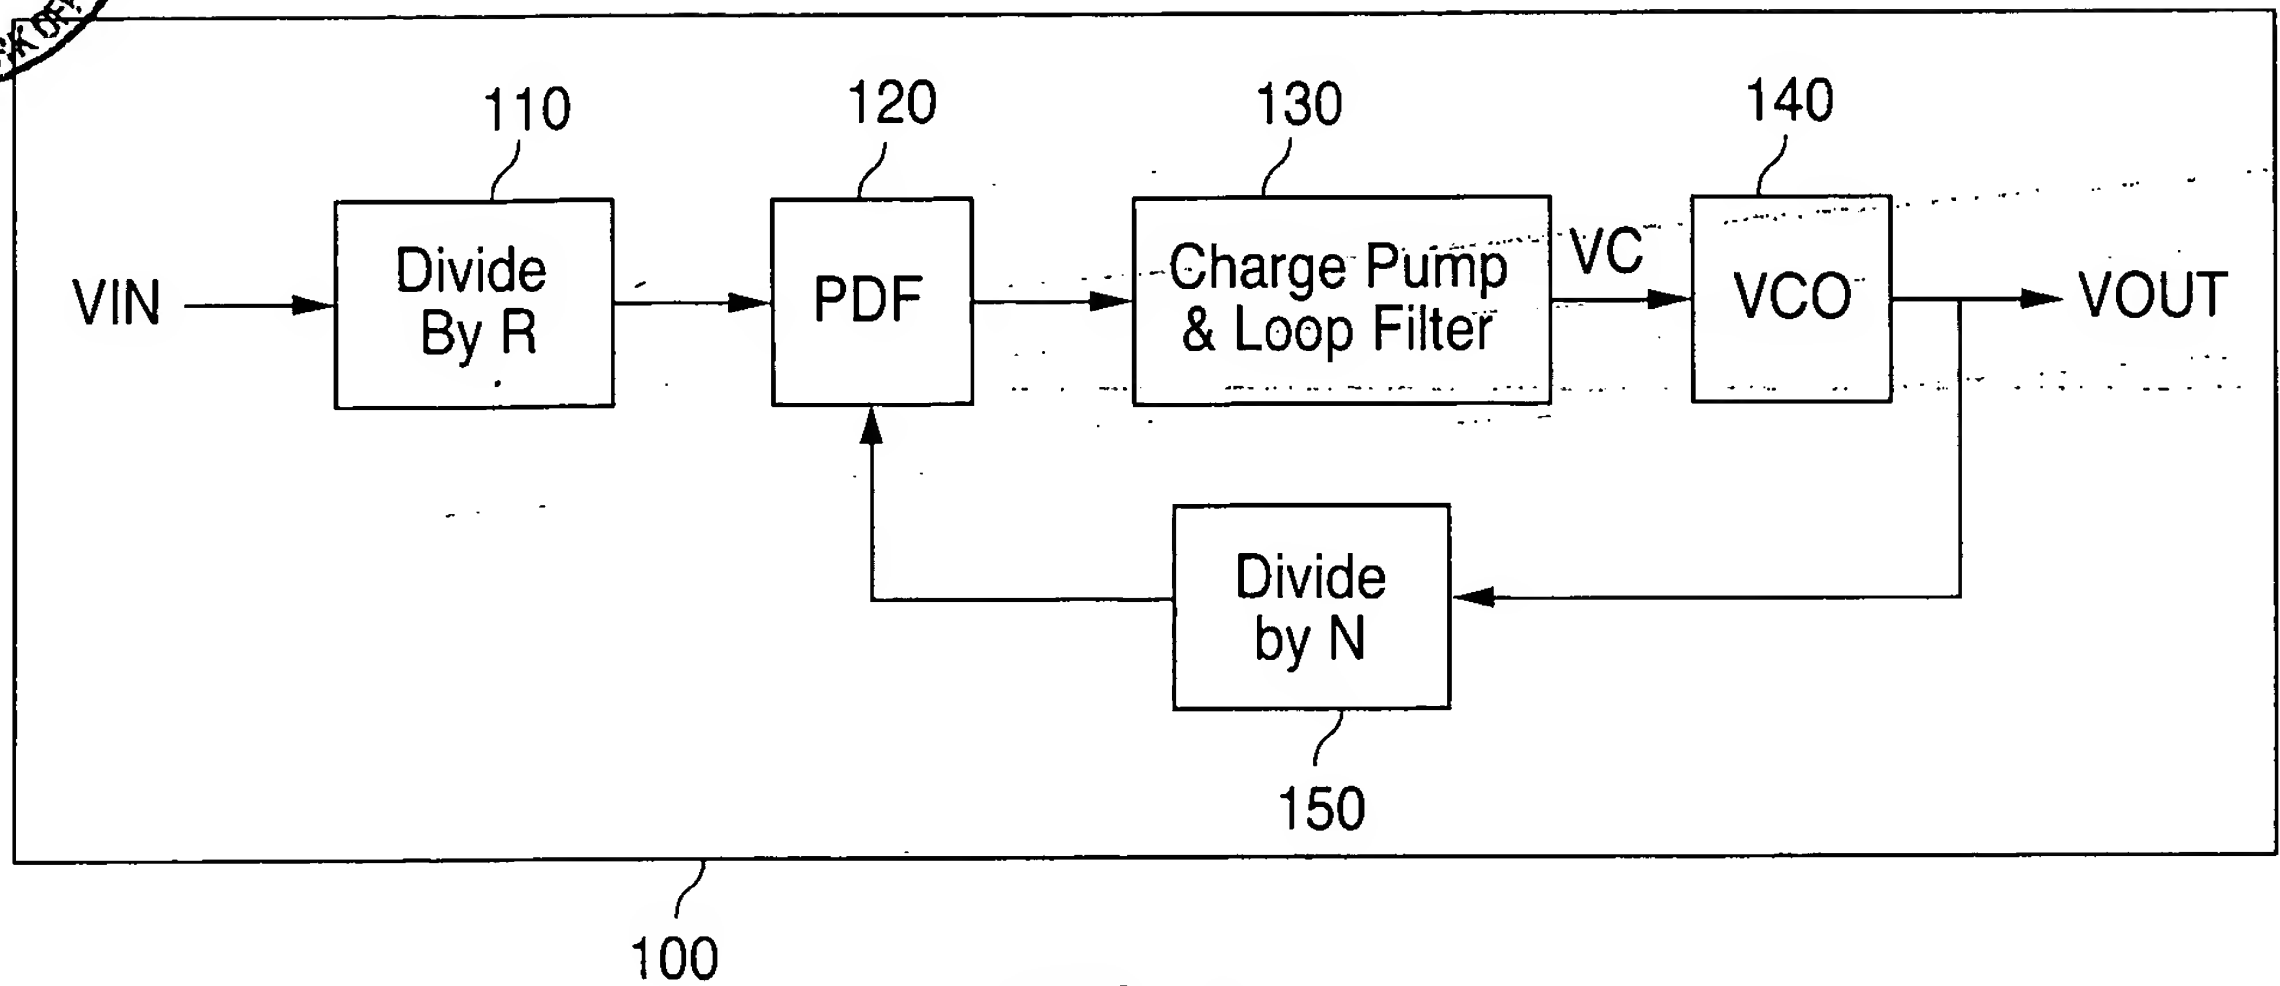 110
120
130
140
VIN
Divide
By R
PDF
Charge Pump
& Loop Filter
VC
VCO
VOUT
Divide
by N
150
100